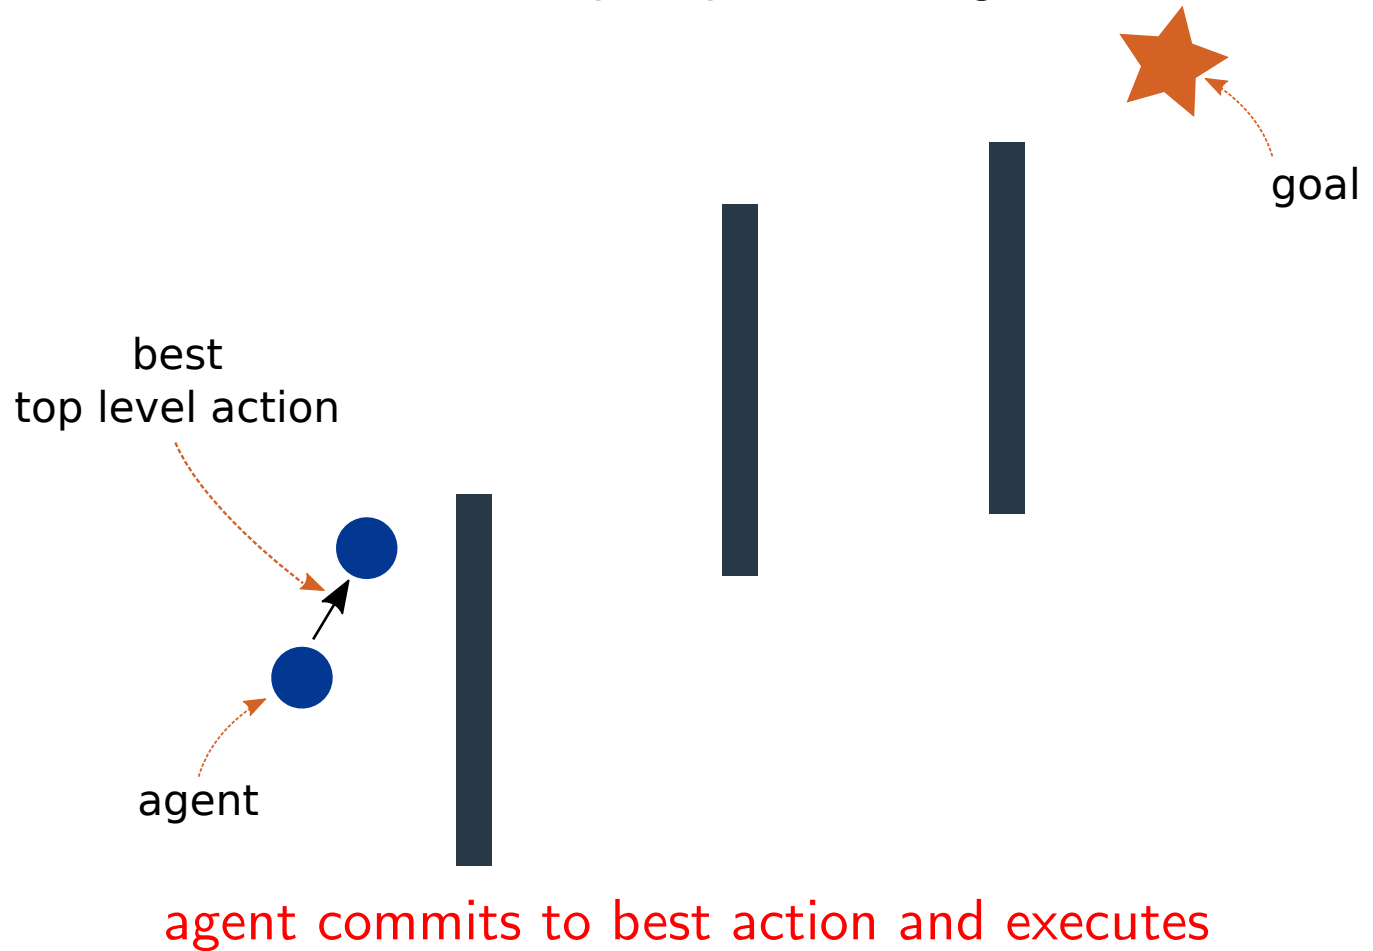 goal
best
top level action
agent
agent commits to best action and executes